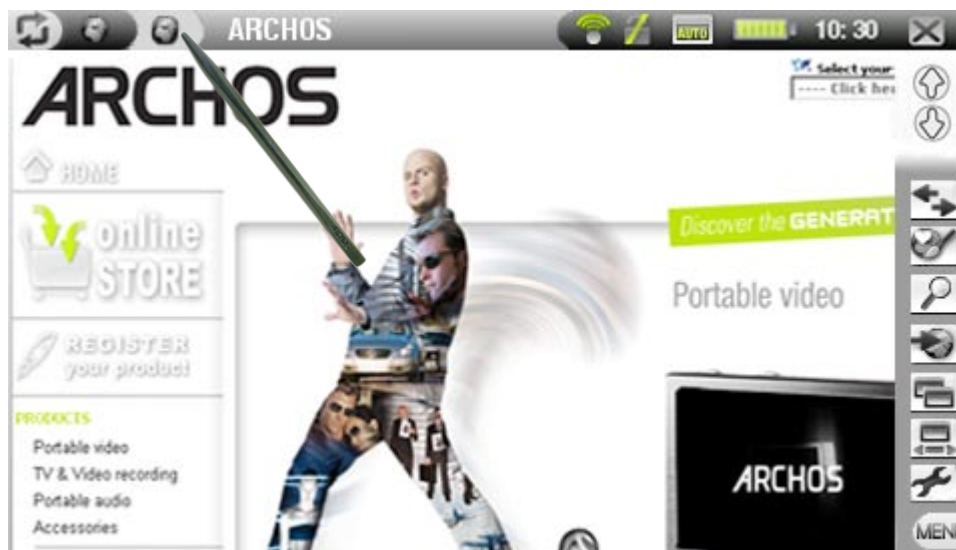 ARCHOS
AUTO
10:30
ARCHOS
Select your
---- Click her
HOME
online
STORE
Discover the GENERAT
Portable video
REGISTER
your product
PRODUCTS
Portable video
TV & Video recording
Portable audio
Accessories
ARCHOS
MEN